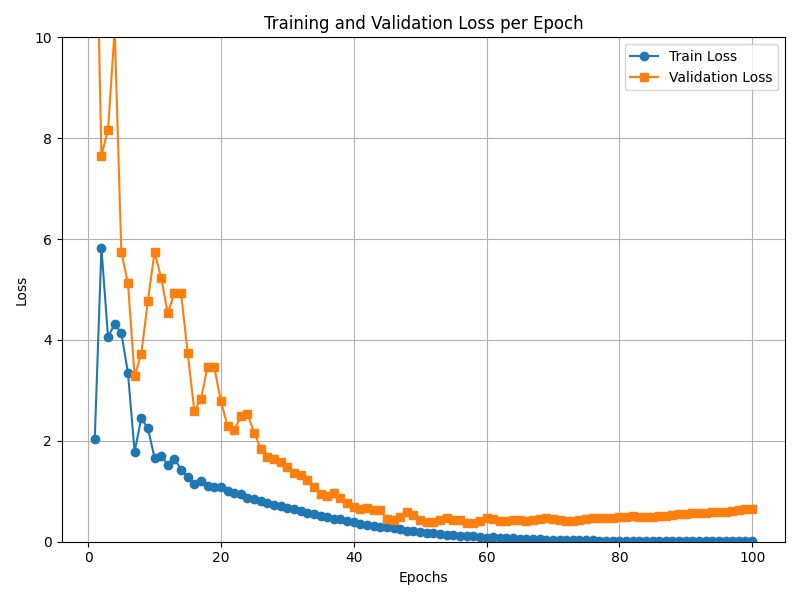 Training and Validation Loss per Epoch
Train Loss
Validation Loss
Loss
10
8
6
4
2
0
0 20 40 60 80 100
Epochs